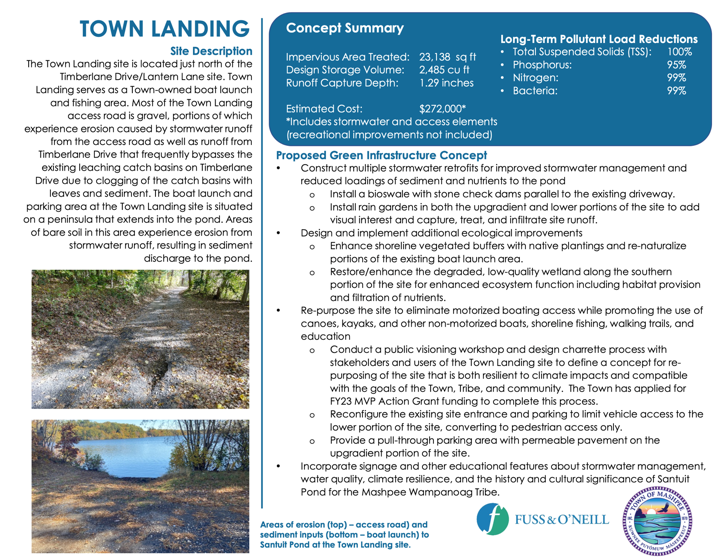 TOWN LANDING
Site Description
The Town Landing site is located just north of the
Timberlane Drive/Lantern Lane site. Town
Landing serves as a Town-owned boat launch
and fishing area. Most of the Town Landing
access road is gravel, portions of which
experience erosion caused by stormwater runoff
from the access road as well as runoff from
Timberlane Drive that frequently bypasses the
existing leaching catch basins on Timberlane
Drive due to clogging of the catch basins with
leaves and sediment. The boat launch and
parking area at the Town Landing site is situated
on a peninsula that extends into the pond. Areas
of bare soil in this area experience erosion from
stormwater runoff, resulting in sediment
discharge to the pond.
Concept Summary
Impervious Area Treated: 23,138 sq ft
Design Storage Volume: 2,485 cu ft
Runoff Capture Depth: 1.29 inches
Estimated Cost: $272,000*
*Includes stormwater and access elements
(recreational improvements not included)
Long-Term Pollutant Load Reductions
• Total Suspended Solids (TSS): 100%
• Phosphorus: 95%
• Nitrogen: 99%
• Bacteria: 99%
Proposed Green Infrastructure Concept
• Construct multiple stormwater retrofits for improved stormwater management and
reduced loadings of sediment and nutrients to the pond
o Install a bioswale with stone check dams parallel to the existing driveway.
o Install rain gardens in both the upgradient and lower portions of the site to add
visual interest and capture, treat, and infiltrate site runoff.
• Design and implement additional ecological improvements
o Enhance shoreline vegetated buffers with native plantings and re-naturalize
portions of the existing boat launch area.
o Restore/enhance the degraded, low-quality wetland along the southern
portion of the site for enhanced ecosystem function including habitat provision
and filtration of nutrients.
• Re-purpose the site to eliminate motorized boating access while promoting the use of
canoes, kayaks, and other non-motorized boats, shoreline fishing, walking trails, and
education
o Conduct a public visioning workshop and design charrette process with
stakeholders and users of the Town Landing site to define a concept for re-
purposing of the site that is both resilient to climate impacts and compatible
with the goals of the Town, Tribe, and community. The Town has applied for
FY23 MVP Action Grant funding to complete this process.
o Reconfigure the existing site entrance and parking to limit vehicle access to the
lower portion of the site, converting to pedestrian access only.
o Provide a pull-through parking area with permeable pavement on the
upgradient portion of the site.
• Incorporate signage and other educational features about stormwater management,
water quality, climate resilience, and the history and cultural significance of Santuit
Pond for the Mashpee Wampanoag Tribe.
Areas of erosion (top) – access road) and
sediment inputs (bottom – boat launch) to
Santuit Pond at the Town Landing site.
FUSS & O'NEILL
TOWN OF MASHPEE